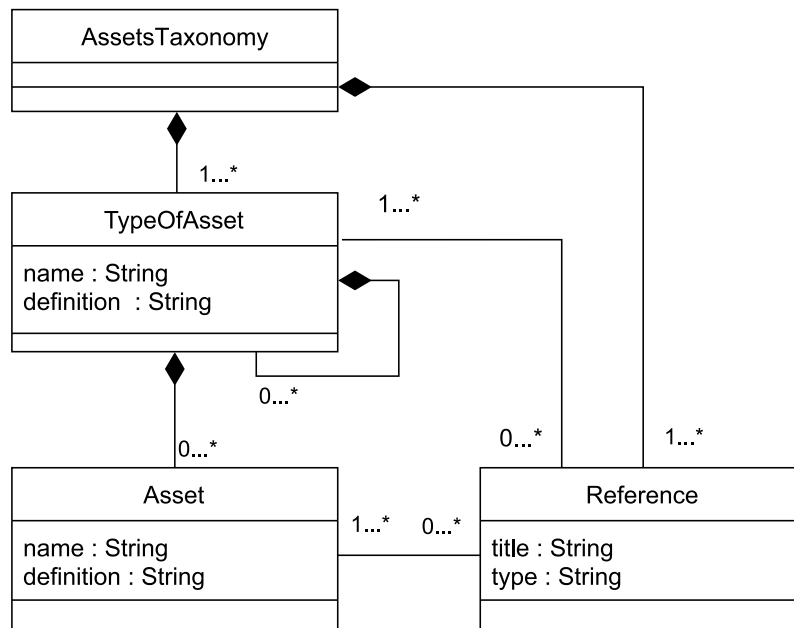 AssetsTaxonomy
1...*
TypeOfAsset
1...*
name : String
definition : String
0...*
0...*
0...*
1...*
Asset
Reference
1...*
0...*
name : String
definition : String
title : String
type : String